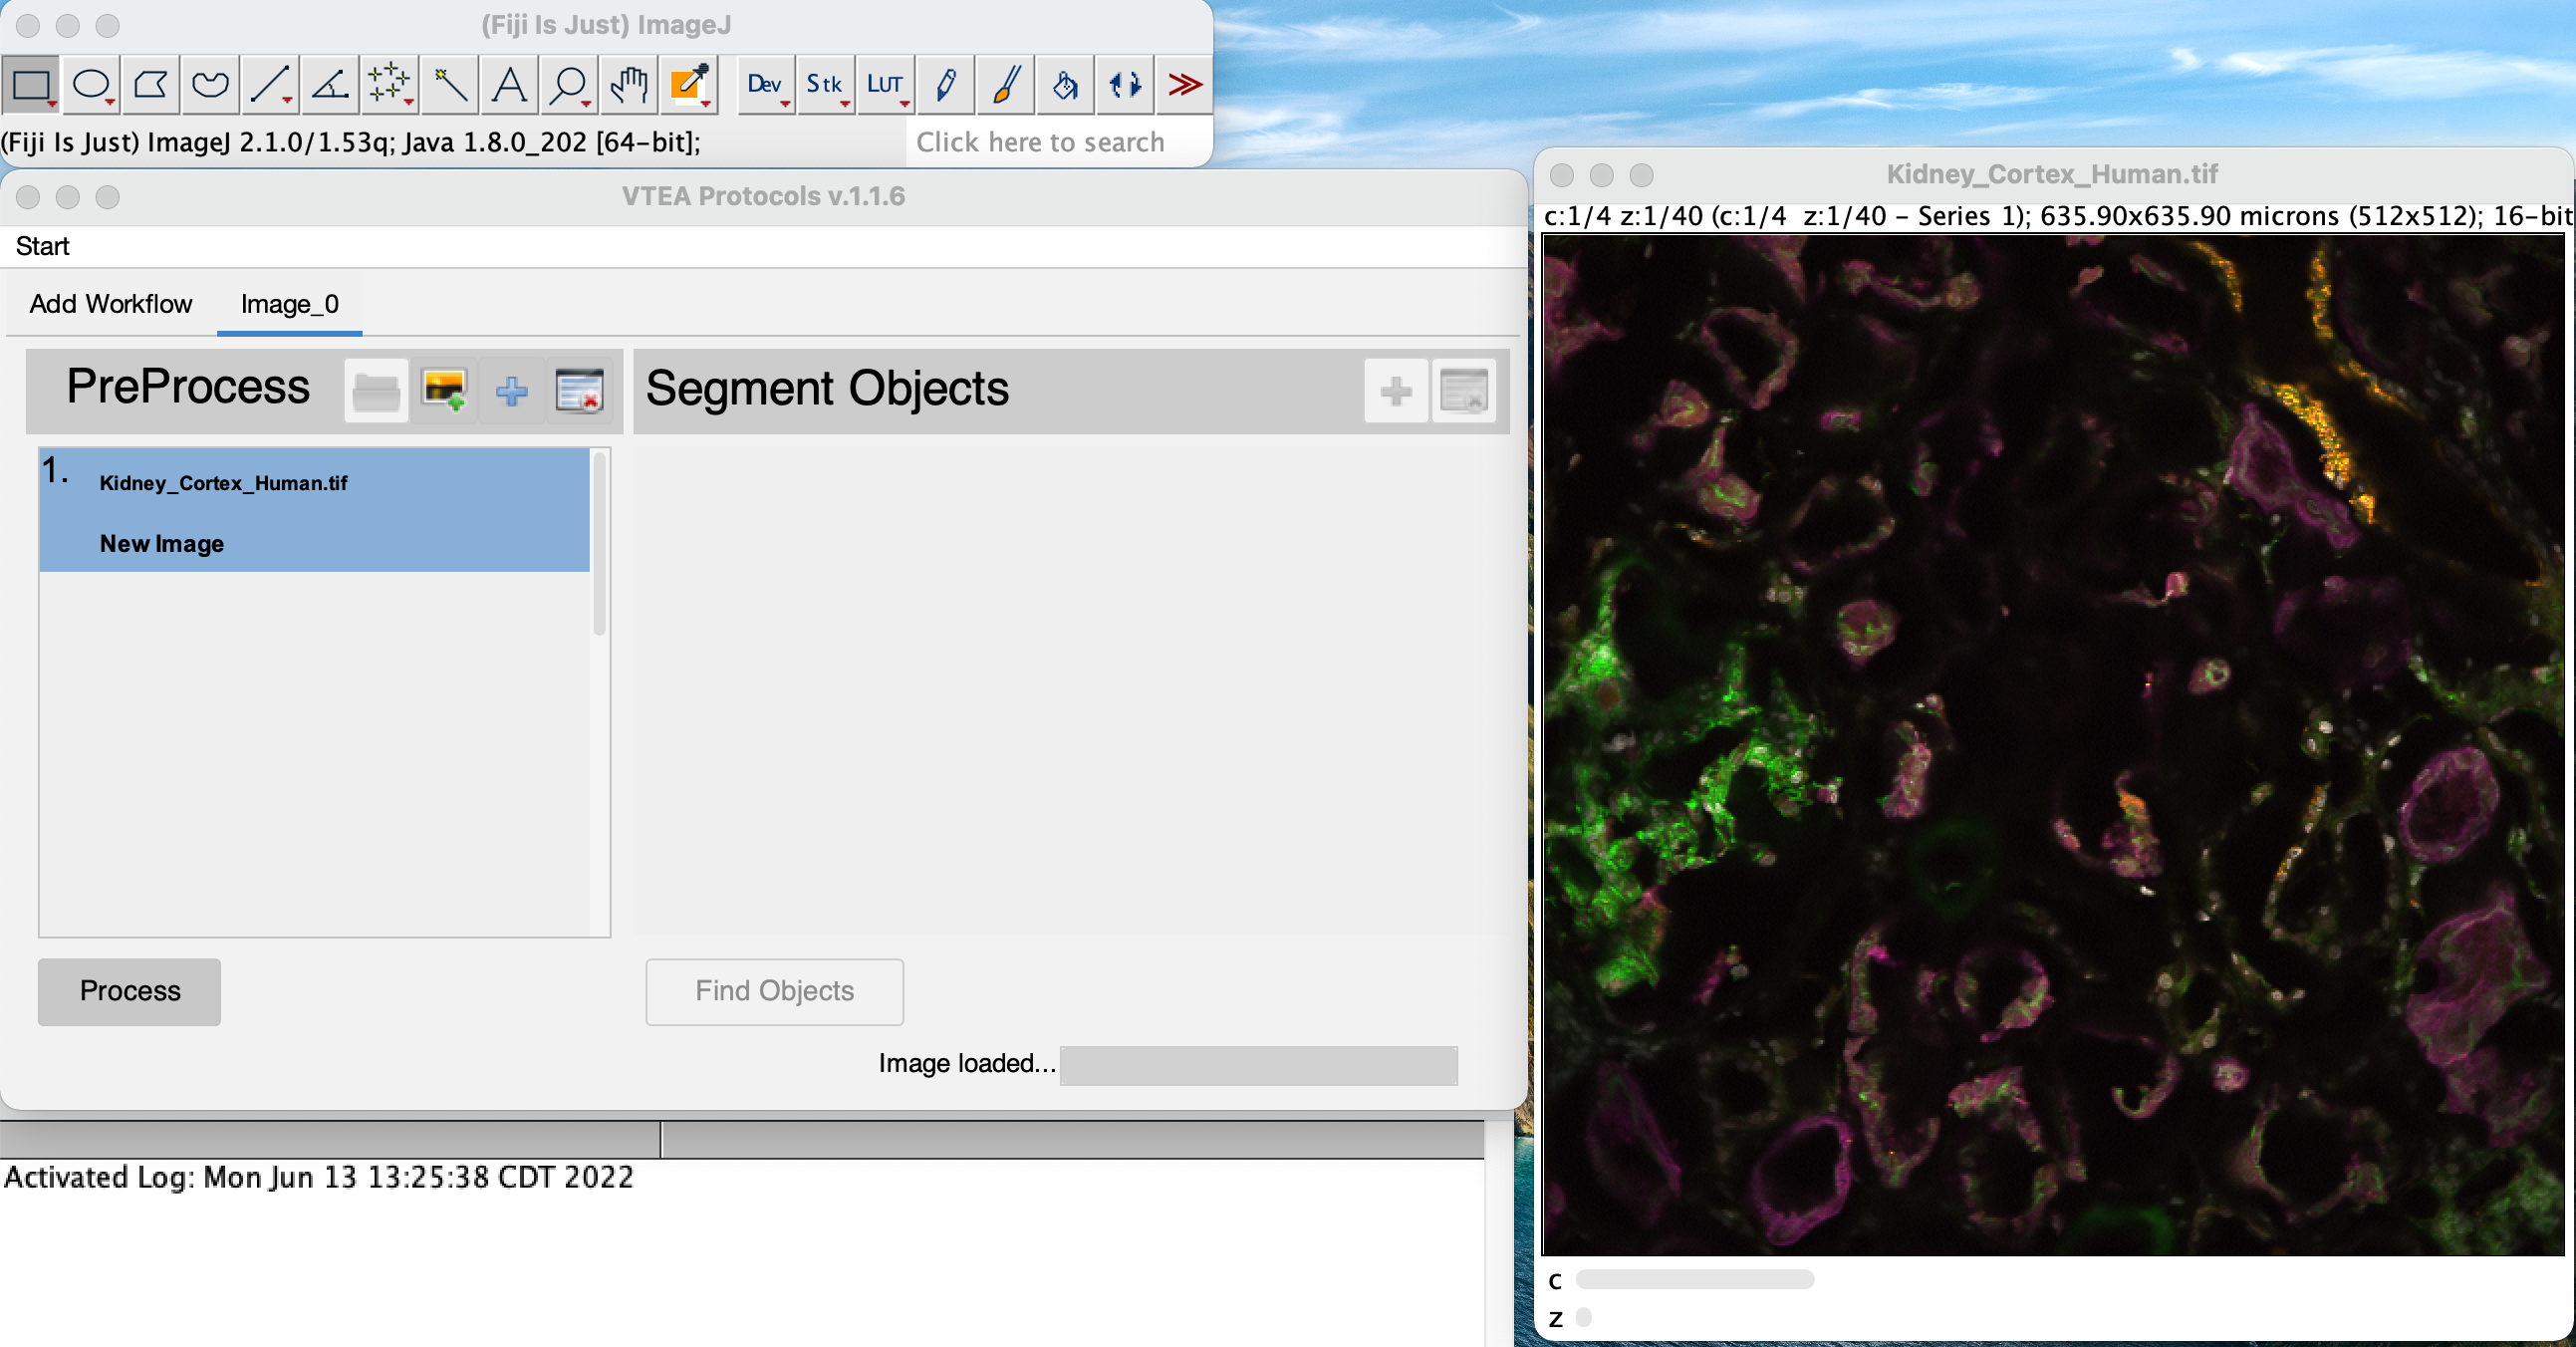 (Fiji Is Just) ImageJ
Dev Stk LUT
(Fiji Is Just) ImageJ 2.1.0/1.53q; Java 1.8.0_202 [64-bit];
Click here to search
VTEA Protocols v.1.1.6
Start
Add Workflow Image_0
PreProcess
Segment Objects
1.
Kidney_Cortex_Human.tif
New Image
Process
Find Objects
Image loaded...
Activated Log: Mon Jun 13 13:25:38 CDT 2022
Kidney_Cortex_Human.tif
c:1/4 z:1/40 (c:1/4 z:1/40 - Series 1); 635.90x635.90 microns (512x512); 16-bit
c
z